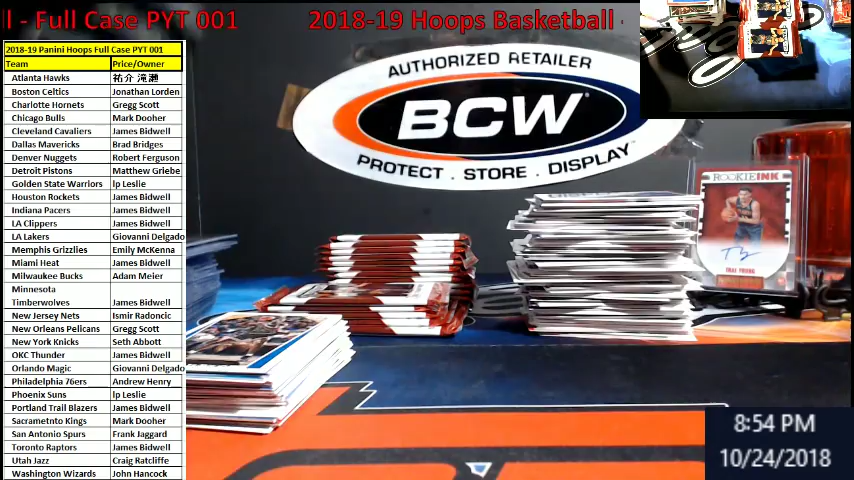 ll - Full Case PYT 001 2018-19 Hoops Basketball -
2018-19 Panini Hoops Full Case PYT 001
Team Price/Owner
Atlanta Hawks
Boston Celtics Jonathan Lorden
Charlotte Hornets Gregg Scott
Chicago Bulls Mark Dooher
Cleveland Cavaliers James Bidwell
Dallas Mavericks Brad Bridges
Denver Nuggets Robert Ferguson
Detroit Pistons Matthew Griebe
Golden State Warriors lp Leslie
Houston Rockets James Bidwell
Indiana Pacers James Bidwell
LA Clippers James Bidwell
LA Lakers Giovanni Delgado
Memphis Grizzlies Emily McKenna
Miami Heat James Bidwell
Milwaukee Bucks Adam Meier
Minnesota
Timberwolves James Bidwell
New Jersey Nets Ismir Radoncic
New Orleans Pelicans Gregg Scott
New York Knicks Seth Abbott
OKC Thunder James Bidwell
Orlando Magic Giovanni Delgado
Philadelphia 76ers Andrew Henry
Phoenix Suns lp Leslie
Portland Trail Blazers James Bidwell
Sacrametnto Kings Mark Dooher
San Antonio Spurs Frank Jaggard
Toronto Raptors James Bidwell
Utah Jazz Craig Ratcliffe
Washington Wizards John Hancock
AUTHORIZED RETAILER
BCW
PROTECT . STORE . DISPLAY
ROOKIE INK
TRAE YOUNG
8:54 PM
10/24/2018